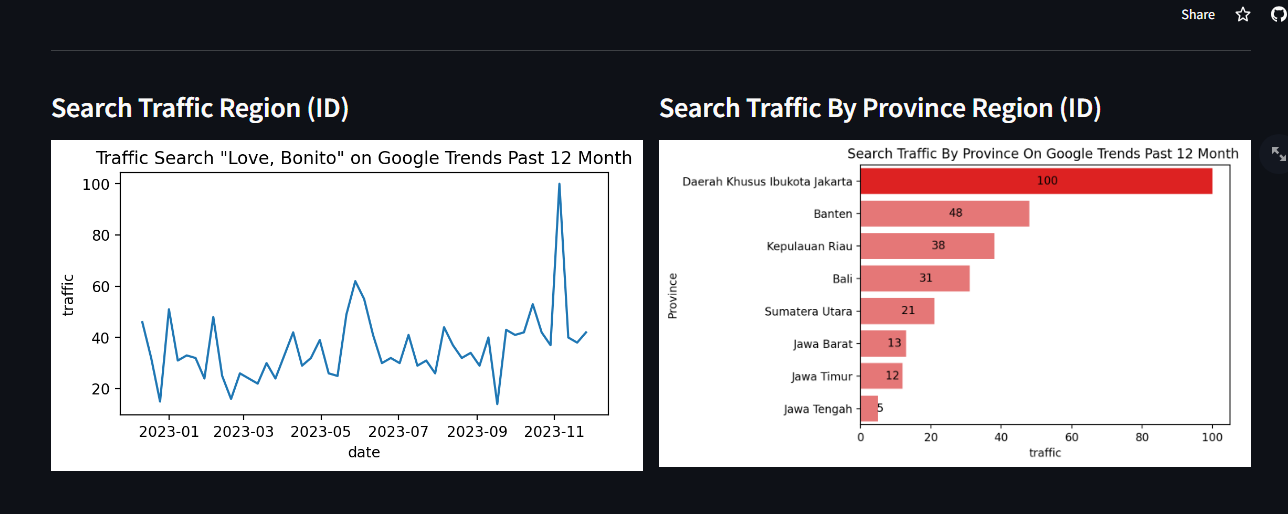 Share
Search Traffic Region (ID)
Traffic Search "Love, Bonito" on Google Trends Past 12 Month
traffic
100
80
60
40
20
2023-01 2023-03 2023-05 2023-07 2023-09 2023-11
date
Search Traffic By Province Region (ID)
Search Traffic By Province On Google Trends Past 12 Month
Province
Daerah Khusus Ibukota Jakarta 100
Banten 48
Kepulauan Riau 38
Bali 31
Sumatera Utara 21
Jawa Barat 13
Jawa Timur 12
Jawa Tengah 5
0 20 40 60 80 100
traffic